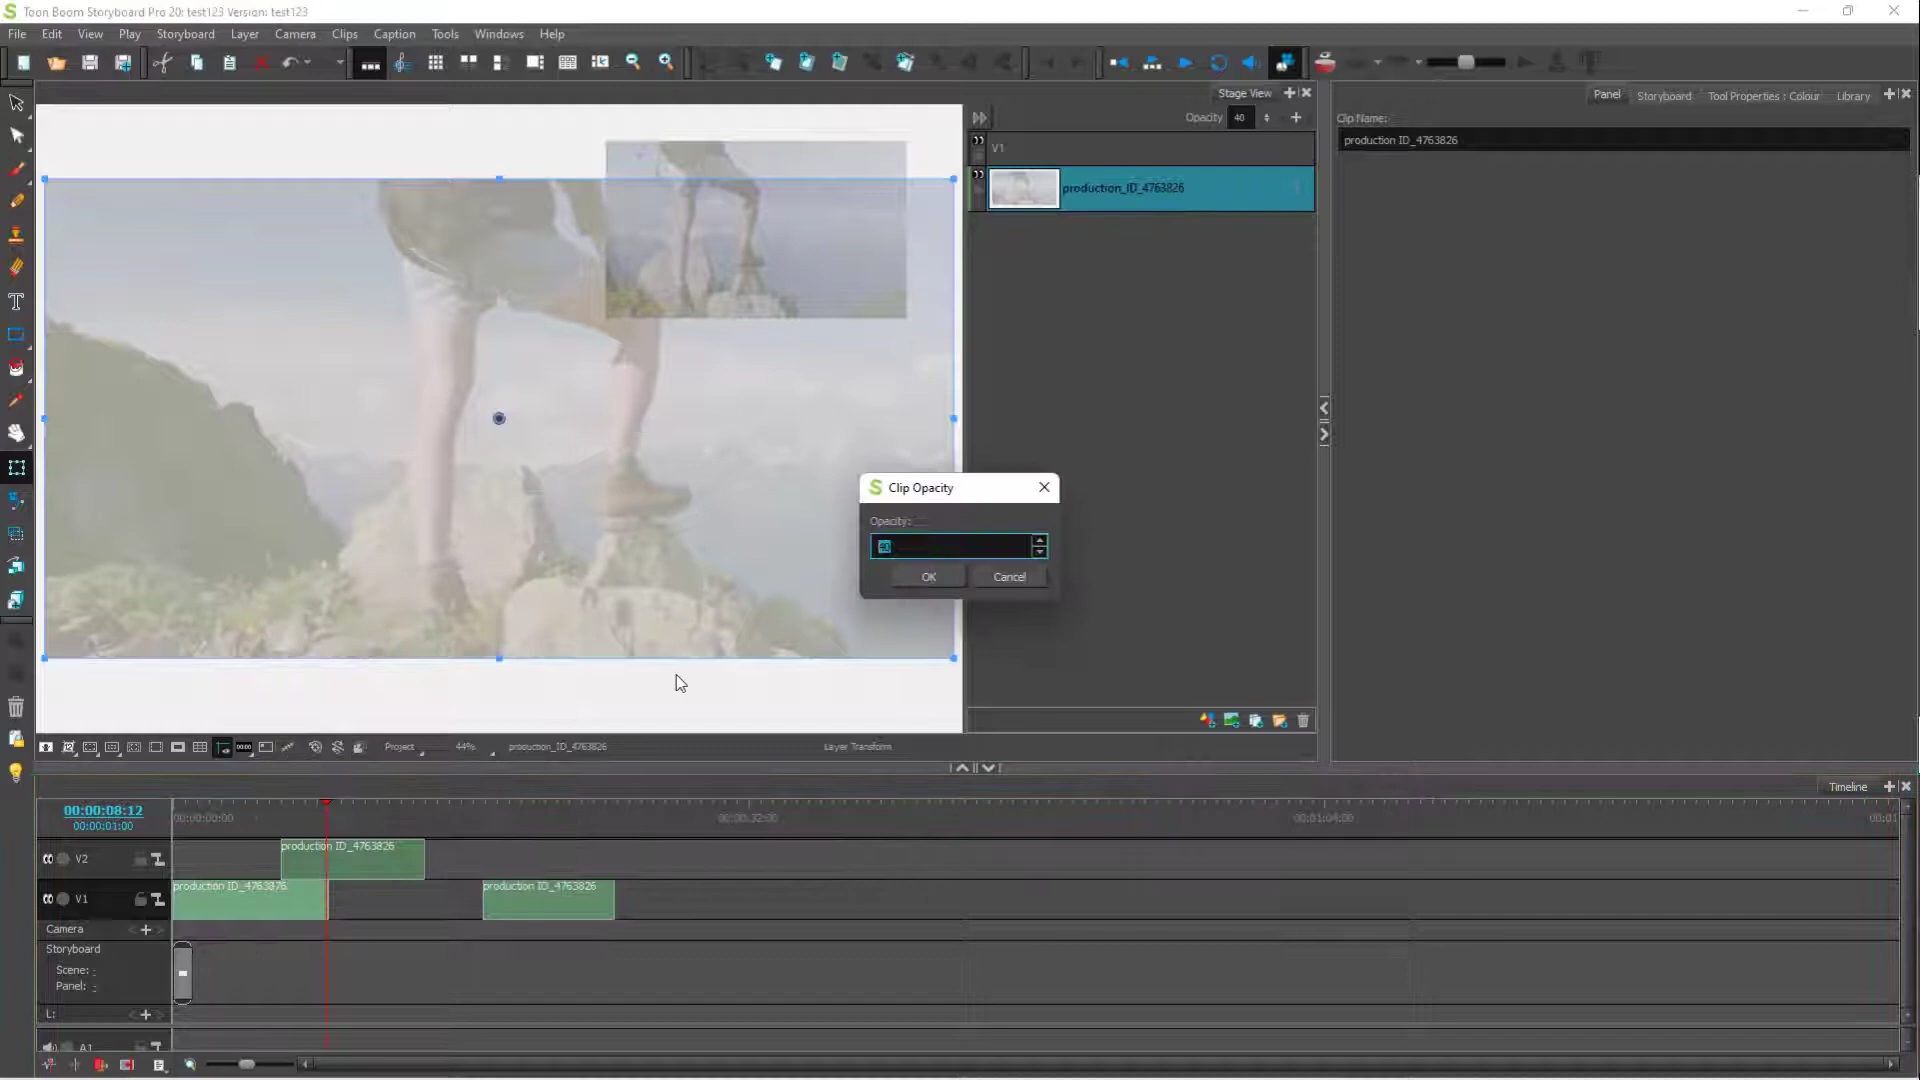 Toon Boom Storyboard Pro 20: test123 Version: test123
File Edit View Play Storyboard Layer Camera Clips Caption Tools Windows Help
Stage View
Opacity 40
V1
production_ID_4763826
Panel Storyboard Tool Properties : Colour Library
Clip Name:
production ID_4763826
Clip Opacity
Opacity:
40
OK Cancel
Project 44% production_ID_4763826 Layer Transform
Timeline
00:00:08:12
00:00:01:00
00:00:00:00 00:00:32:00 00:01:04:00 00:01
V2 production ID_4763826
V1 production ID_4763826 production ID_4763826
Camera
Storyboard
Scene: -
Panel: -
L:
A1